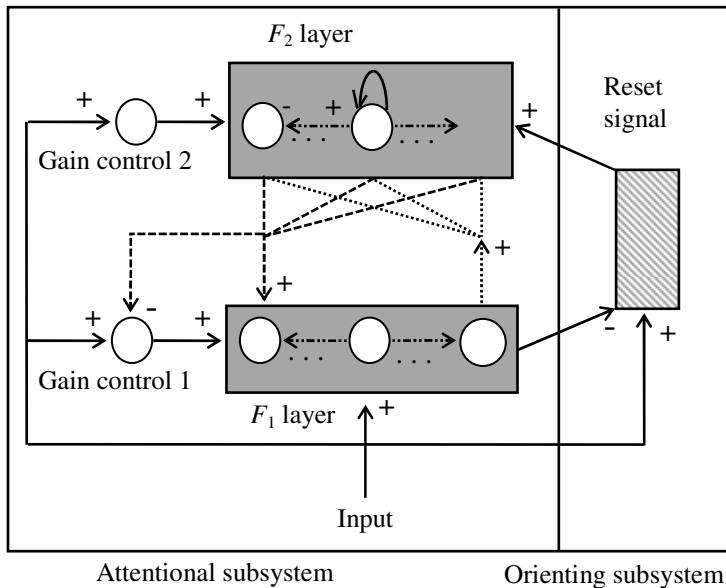 F2 layer
Reset
signal
+ + - + +
. . . . . .
Gain control 2
+
+
- + + - +
. . . . . .
Gain control 1
F1 layer
+
Input
Attentional subsystem Orienting subsystem